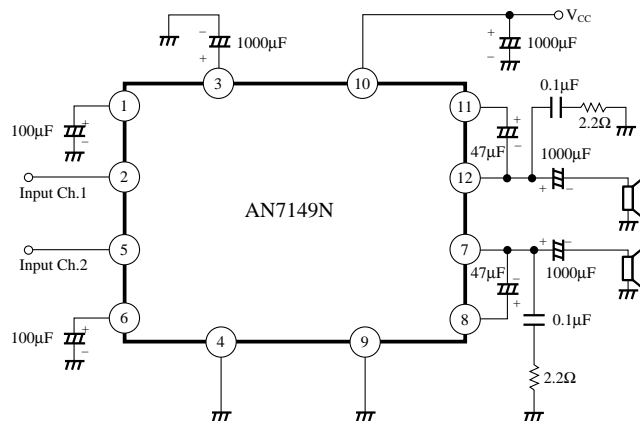 V_CC
1000µF
1000µF
− +
+ −
3
10
0.1µF
1
11
2.2Ω
100µF
+ −
+ −
47µF
1000µF
2
12
+ −
Input Ch.1
AN7149N
5
7
+ −
Input Ch.2
47µF
− +
1000µF
6
8
100µF
+ −
0.1µF
4
9
2.2Ω